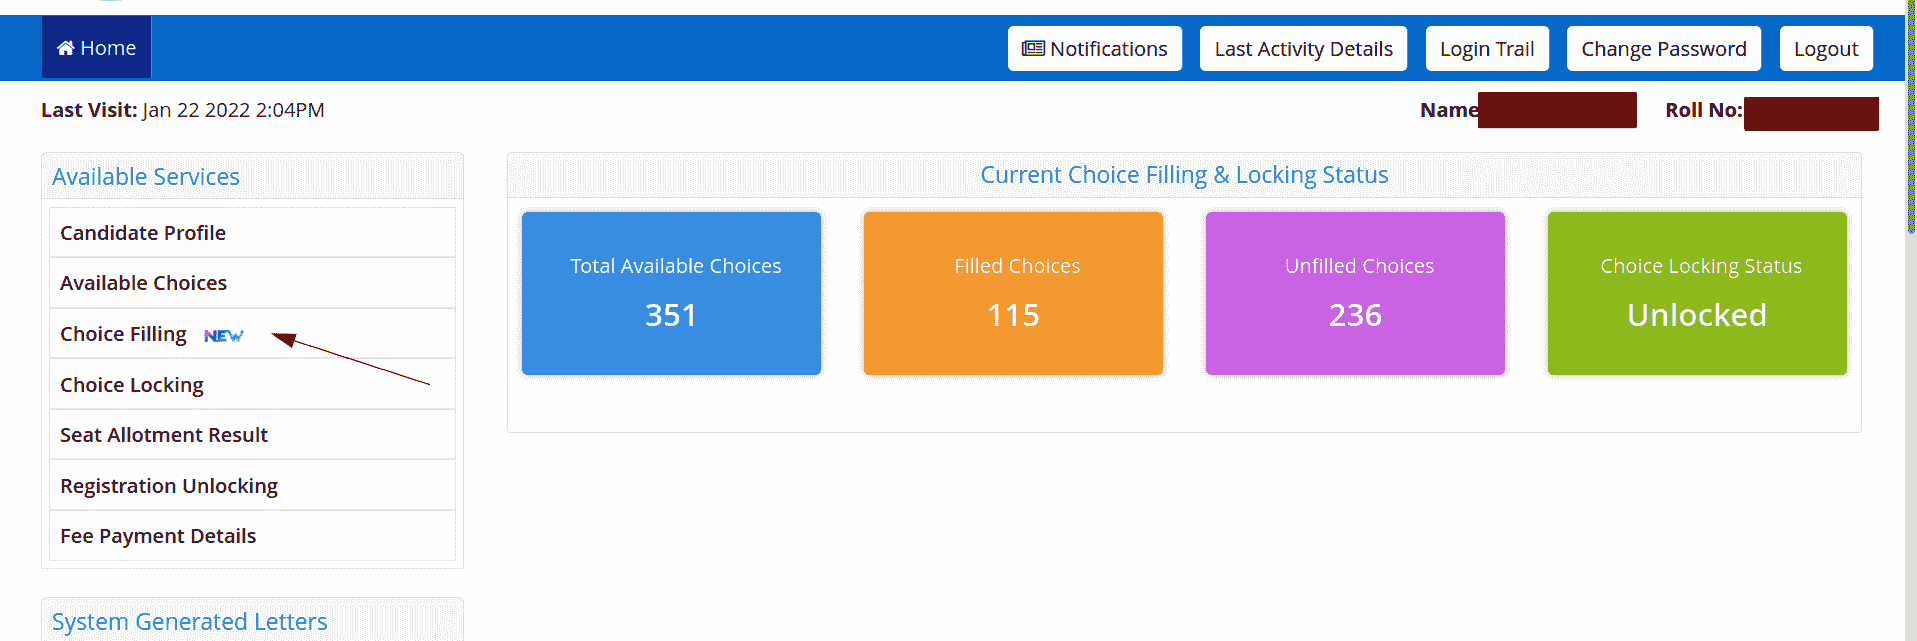 Home
Notifications
Last Activity Details
Login Trail
Change Password
Logout
Last Visit: Jan 22 2022 2:04PM
Name
Roll No:
Available Services
Candidate Profile
Available Choices
Choice Filling NEW
Choice Locking
Seat Allotment Result
Registration Unlocking
Fee Payment Details
System Generated Letters
Current Choice Filling & Locking Status
Total Available Choices
351
Filled Choices
115
Unfilled Choices
236
Choice Locking Status
Unlocked